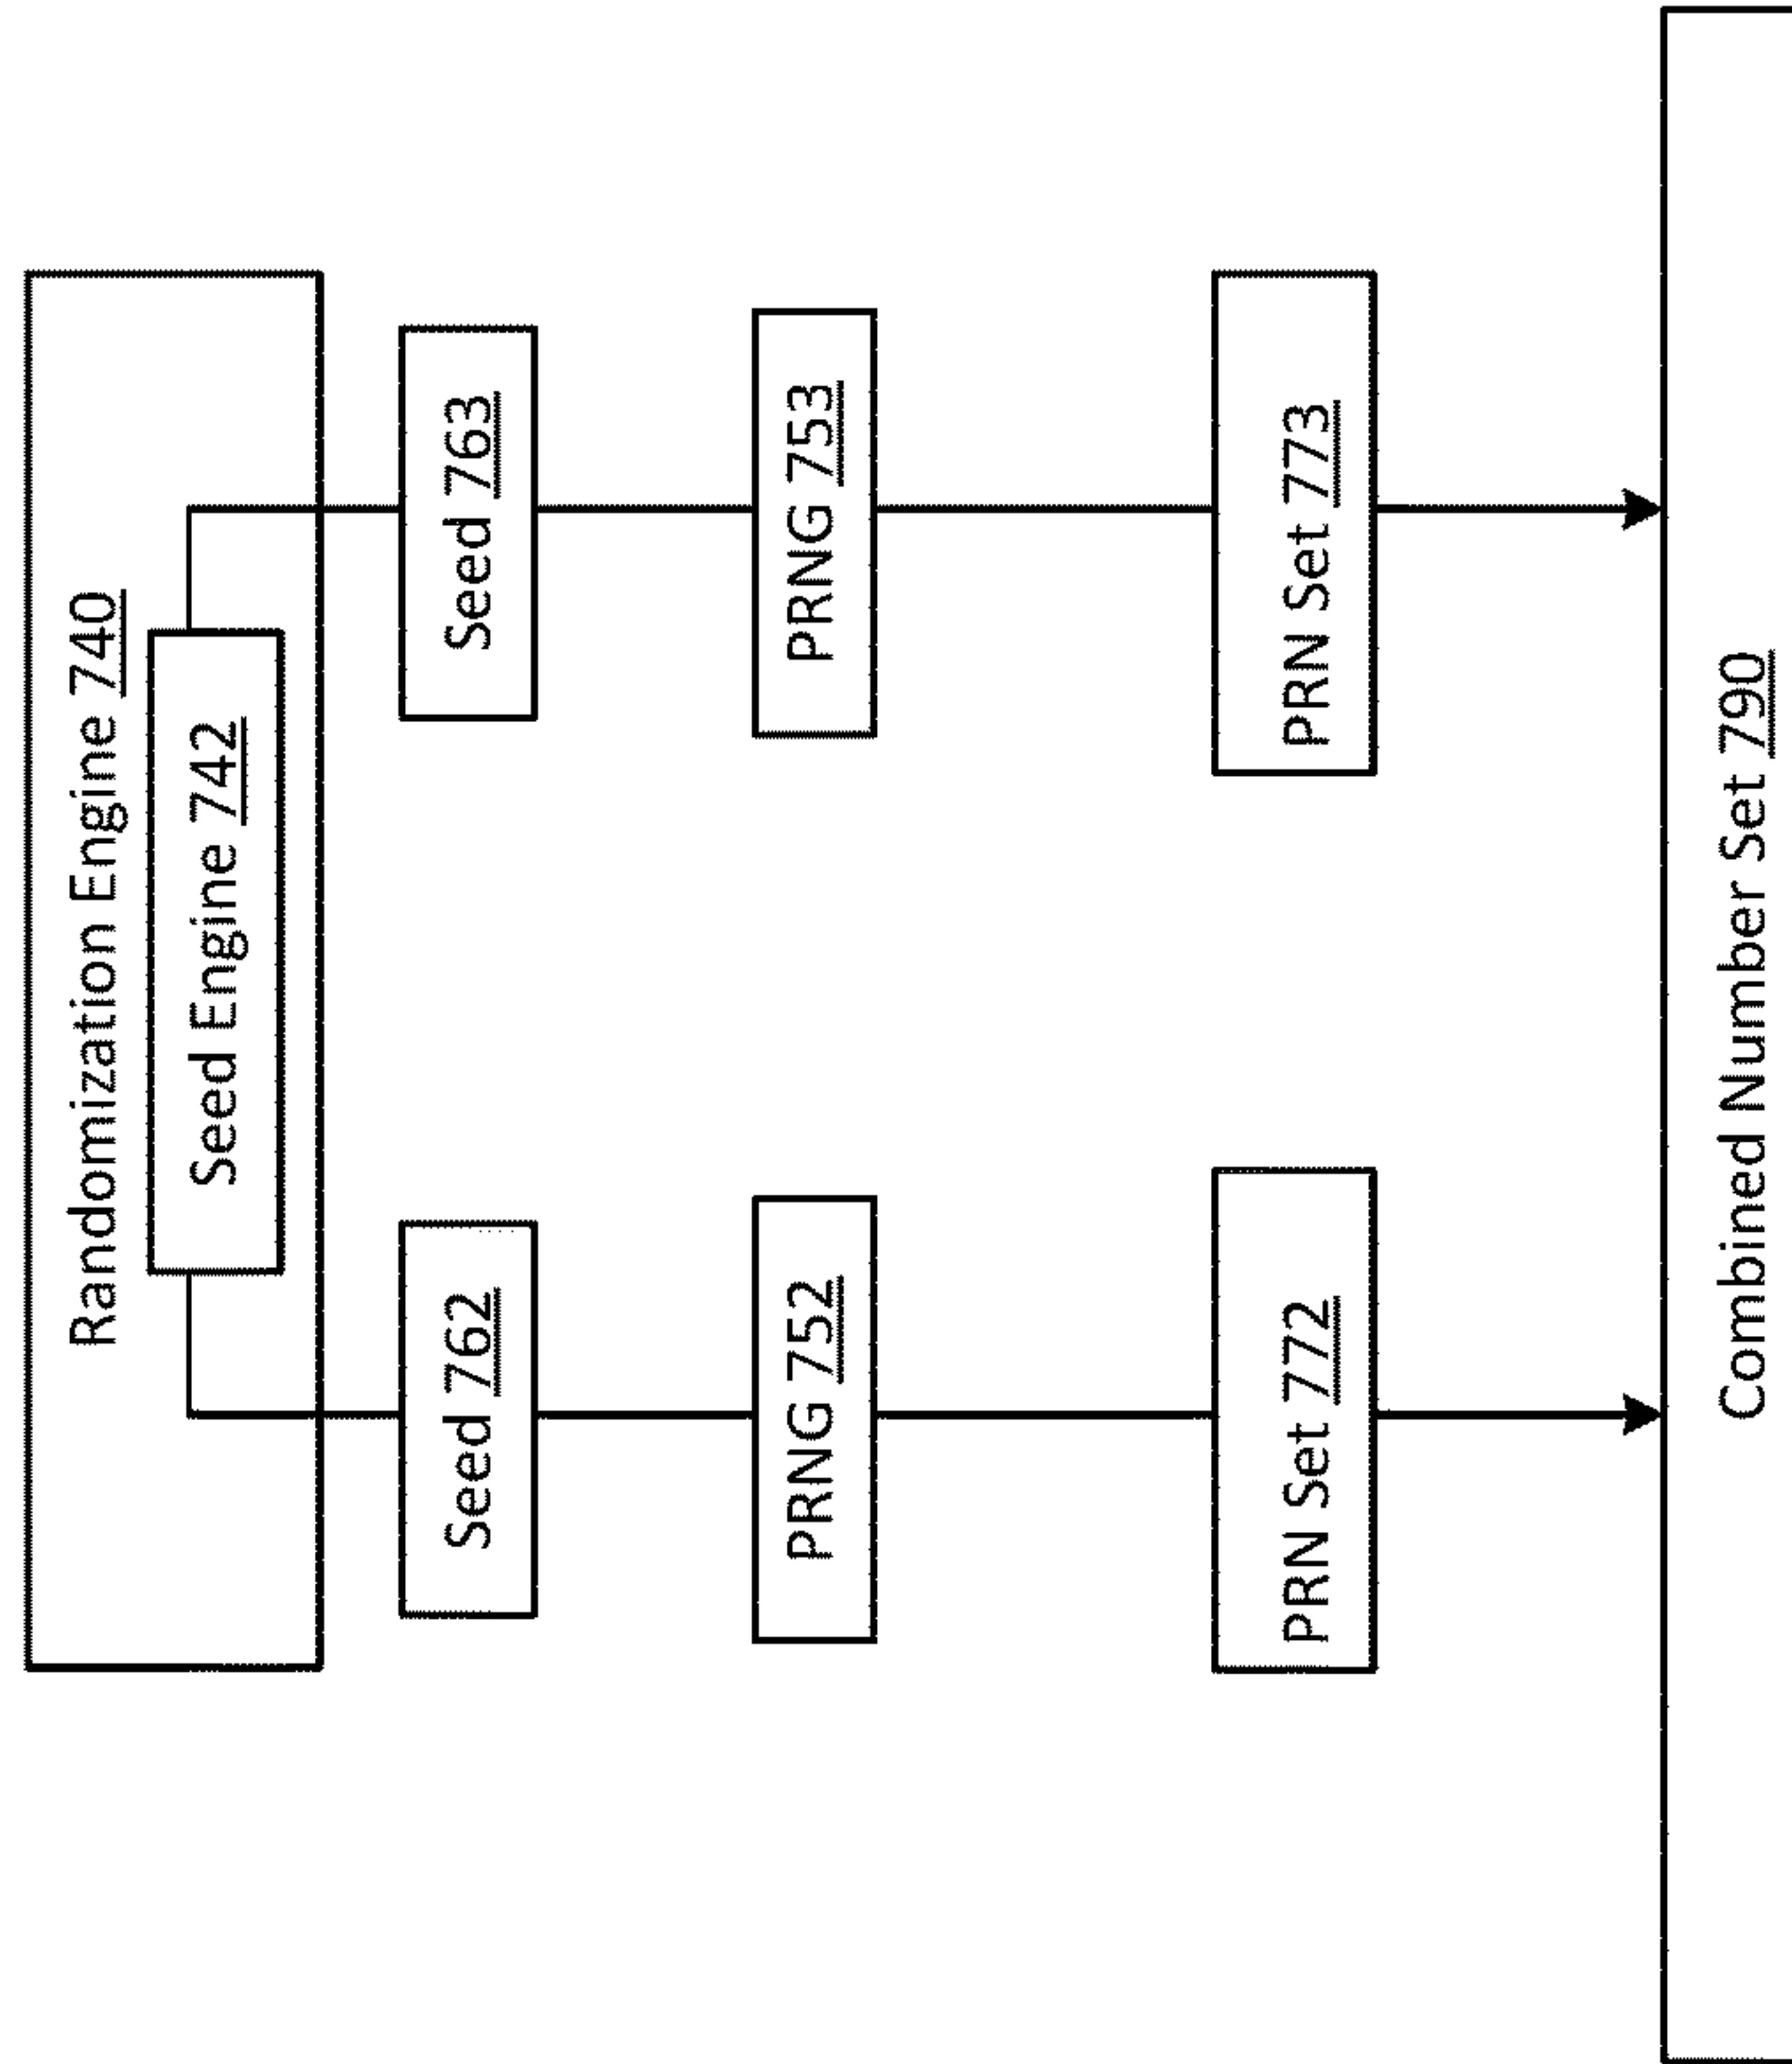 Randomization Engine 740
Seed Engine 742
Seed 762
Seed 763
PRNG 752
PRNG 753
PRN Set 772
PRN Set 773
Combined Number Set 790